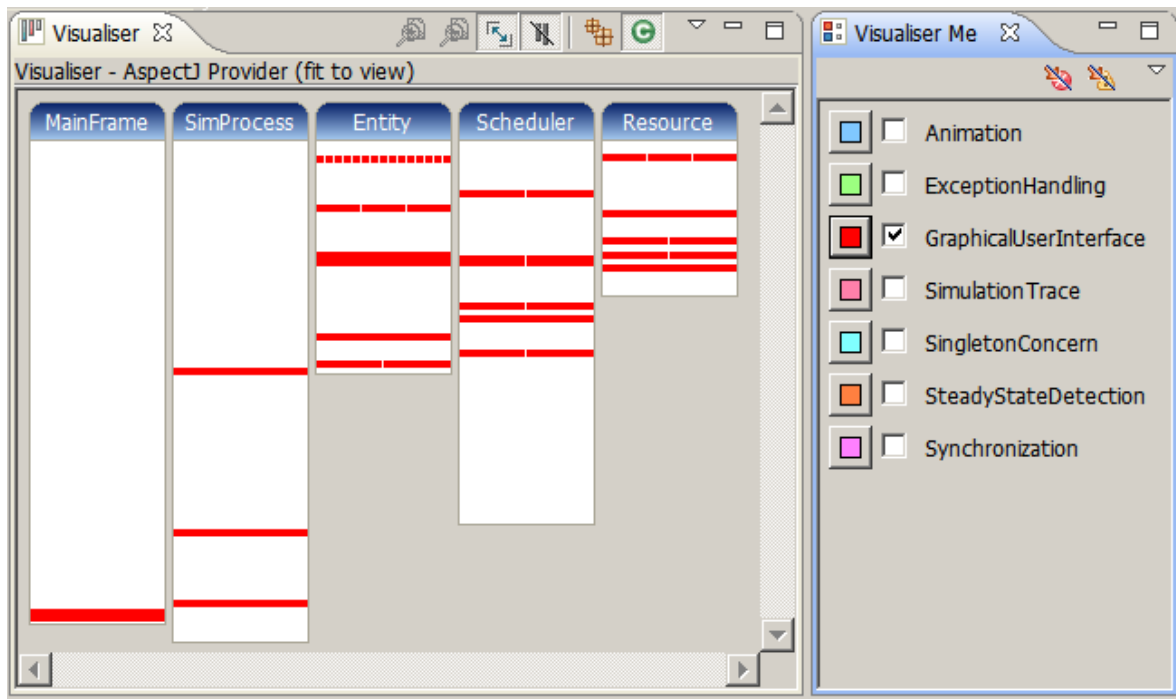 Visualiser
Visualiser - AspectJ Provider (fit to view)
MainFrame SimProcess Entity Scheduler Resource
Visualiser Me
Animation
ExceptionHandling
GraphicalUserInterface
SimulationTrace
SingletonConcern
SteadyStateDetection
Synchronization